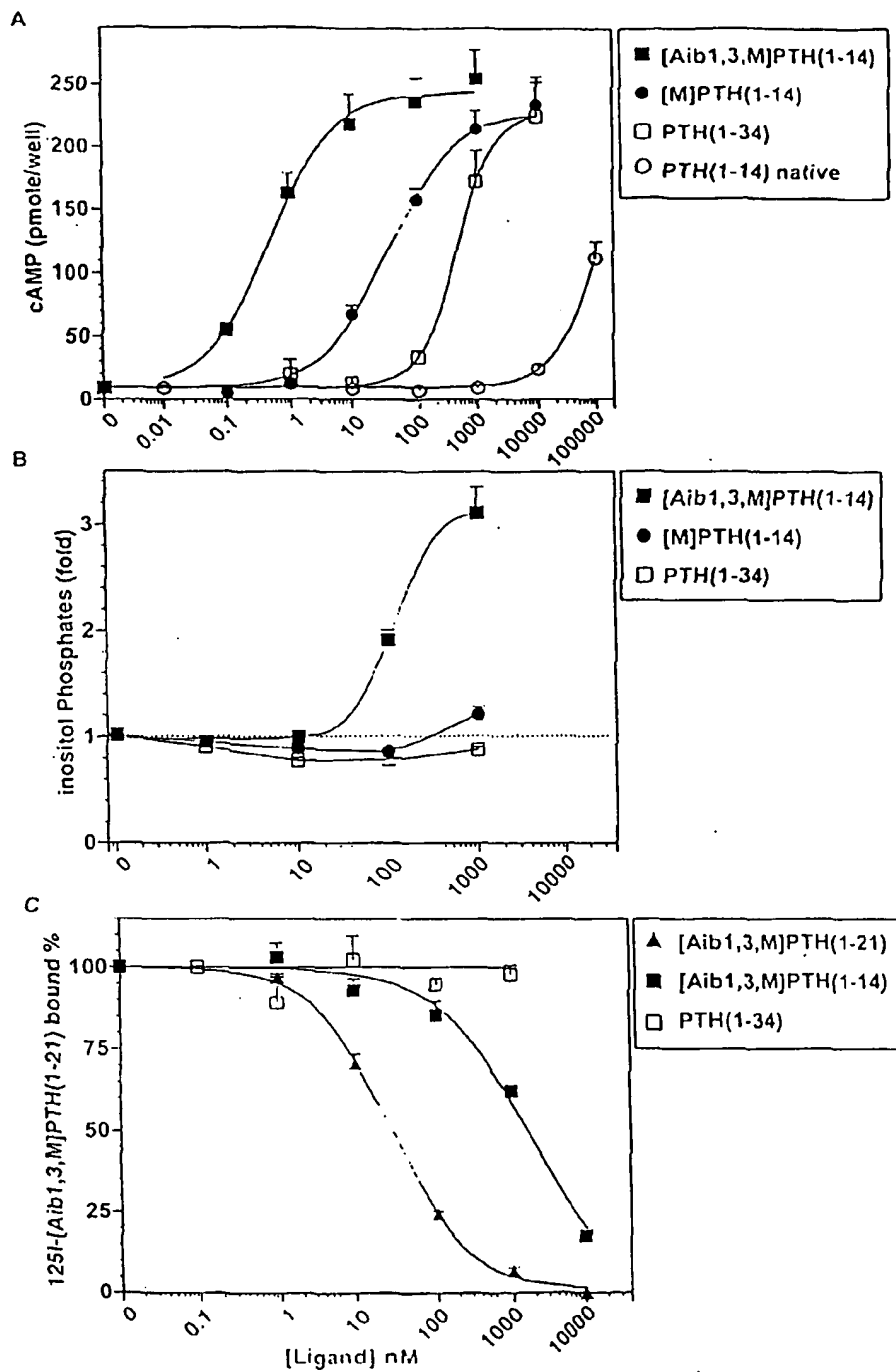 A
cAMP (pmole/well)
250
200
150
100
50
0
0
0.01
0.1
1
10
100
1000
10000
100000
[Aib1,3,M]PTH(1-14)
[M]PTH(1-14)
PTH(1-34)
PTH(1-14) native
B
inositol Phosphates (fold)
3
2
1
0
0
1
10
100
1000
10000
[Aib1,3,M]PTH(1-14)
[M]PTH(1-14)
PTH(1-34)
C
125I-[Aib1,3,M]PTH(1-21) bound %
100
75
50
25
0
0
0.1
1
10
100
1000
10000
[Ligand] nM
[Aib1,3,M]PTH(1-21)
[Aib1,3,M]PTH(1-14)
PTH(1-34)